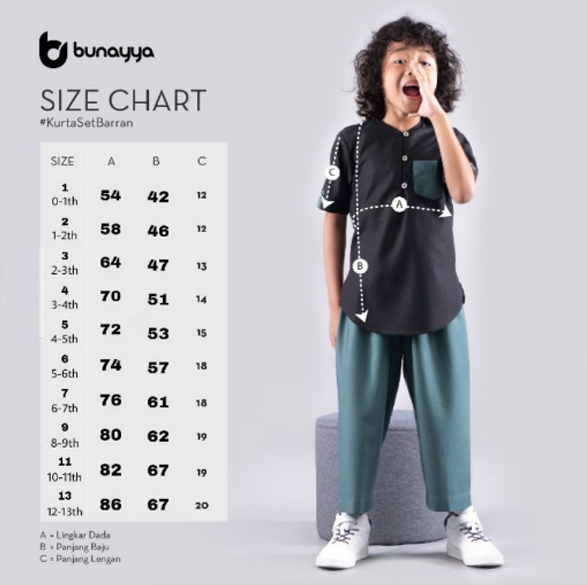 bunayya
SIZE CHART
#KurtaSetBarran
SIZE A B C
1
0-1th 54 42 12
2
1-2th 58 46 12
3
2-3th 64 47 13
4
3-4th 70 51 14
5
4-5th 72 53 15
6
5-6th 74 57 18
7
6-7th 76 61 18
9
8-9th 80 62 19
11
10-11th 82 67 19
13
12-13th 86 67 20
A = Lingkar Dada
B = Panjang Baju
C = Panjang Lengan
C
A
B